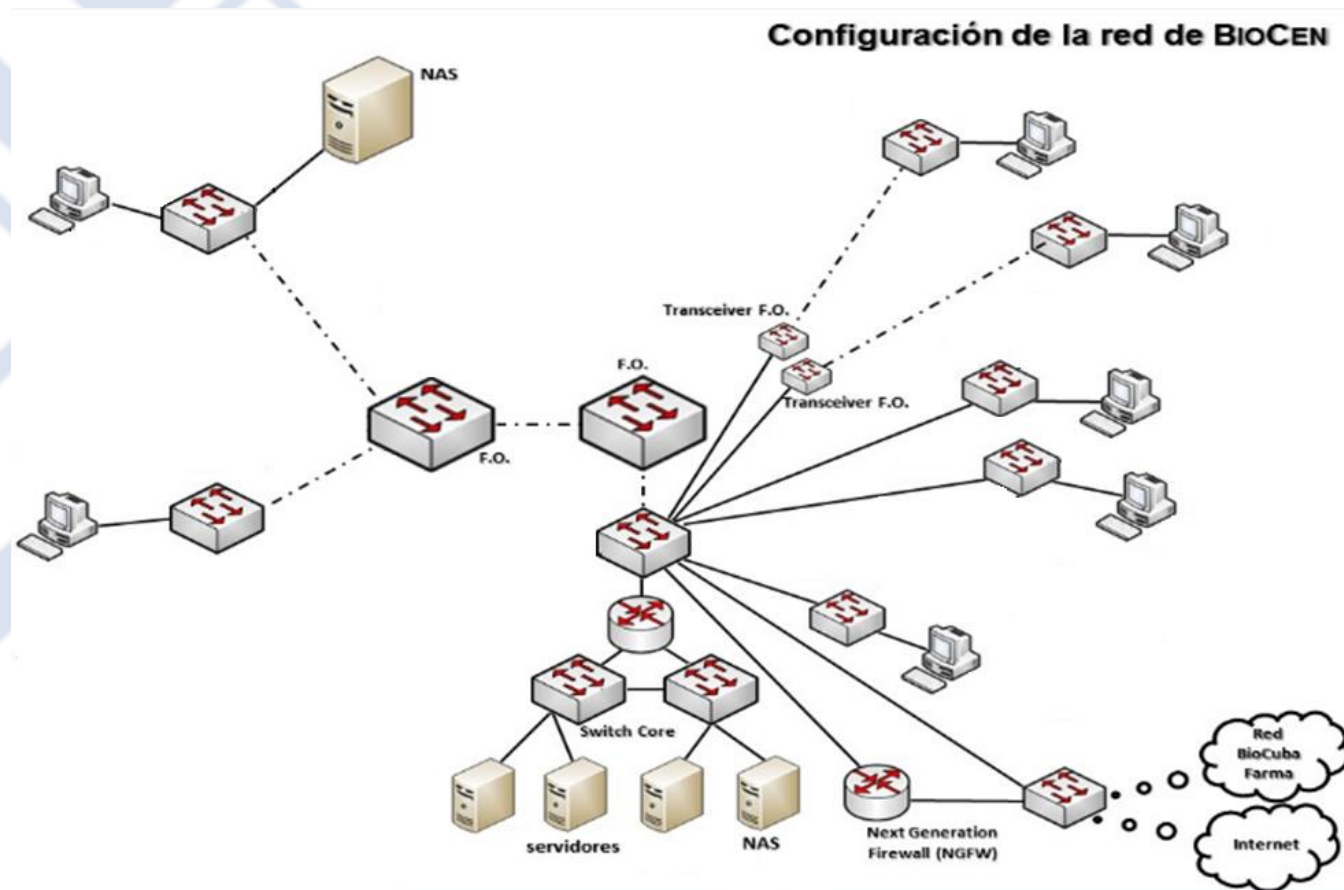 Configuración de la red de BIOCEN
NAS
Transceiver F.O.
F.O.
Transceiver F.O.
F.O.
Switch Core
servidores
NAS
Next Generation
Firewall (NGFW)
Red
BioCuba
Farma
Internet